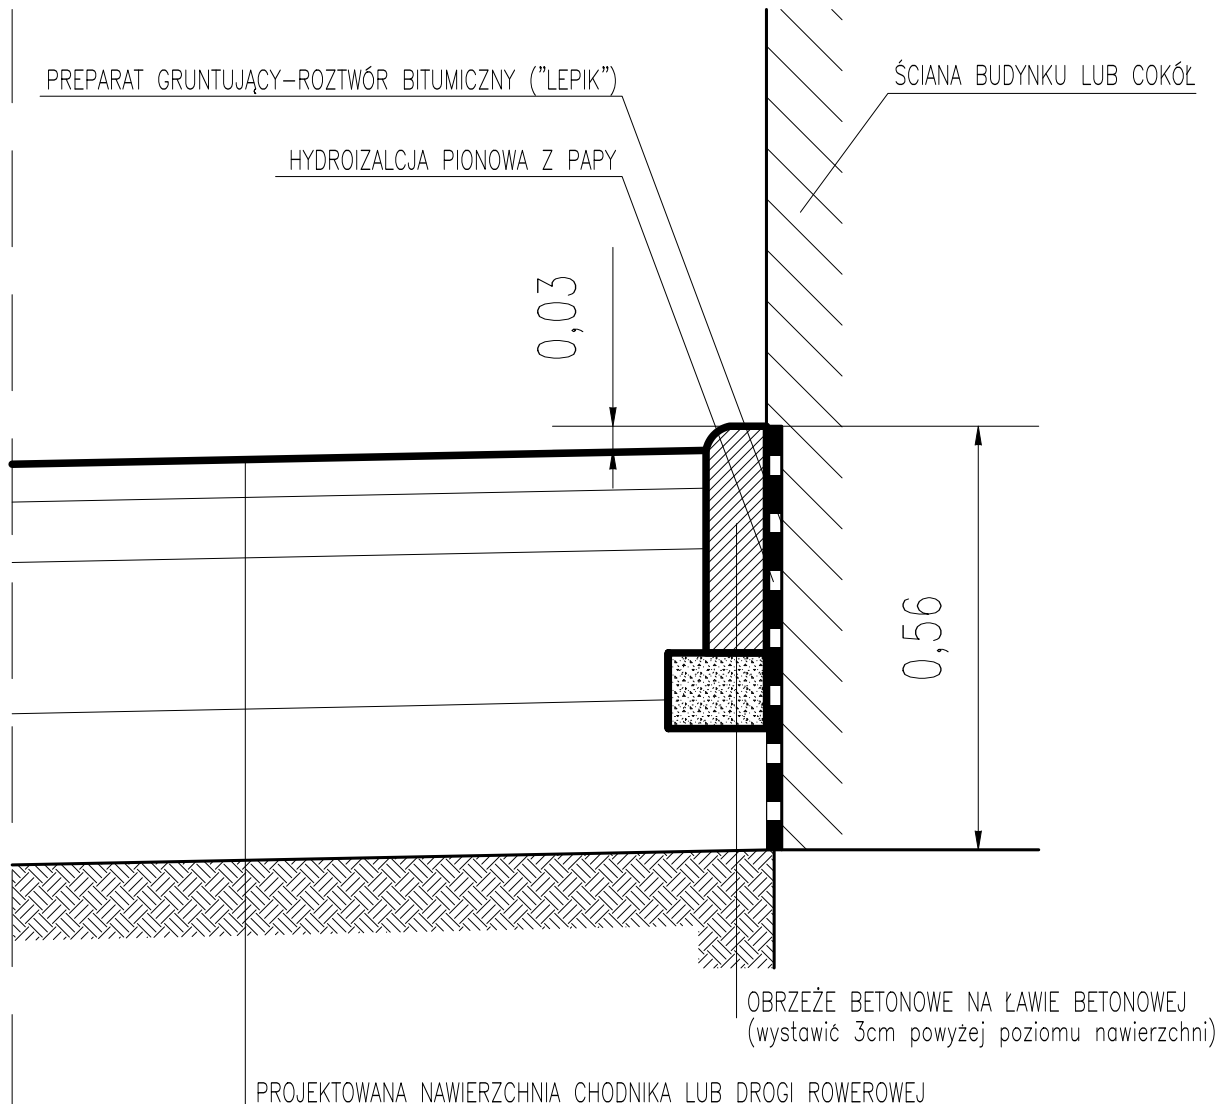 PREPARAT GRUNTUJĄCY–ROZTWÓR BITUMICZNY ("LEPIK")
ŚCIANA BUDYNKU LUB COKÓŁ
HYDROIZALCJA PIONOWA Z PAPY
0,03
0,56
OBRZEŻE BETONOWE NA ŁAWIE BETONOWEJ
(wystawić 3cm powyżej poziomu nawierzchni)
PROJEKTOWANA NAWIERZCHNIA CHODNIKA LUB DROGI ROWEROWEJ